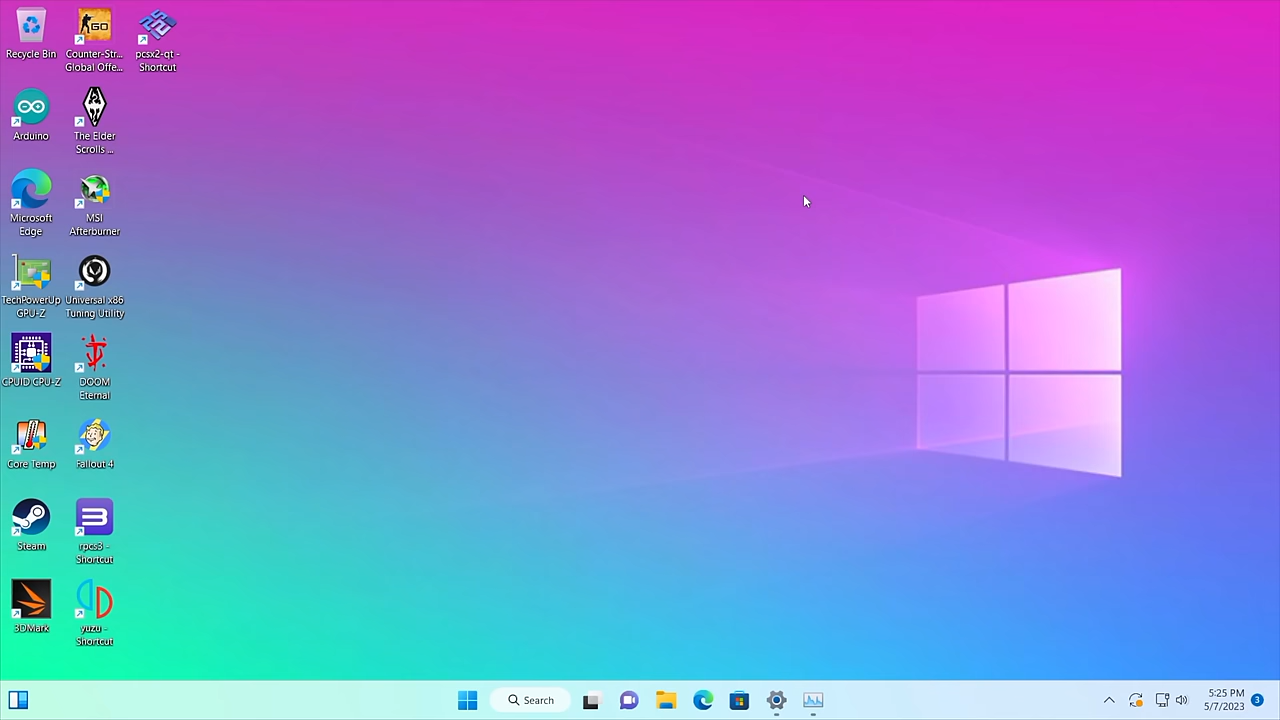 Recycle Bin
Counter-Str...
Global Offe...
pcsx2-qt -
Shortcut
Arduino
The Elder
Scrolls ...
Microsoft
Edge
MSI
Afterburner
TechPowerUp
GPU-Z
Universal x86
Tuning Utility
CPUID CPU-Z
DOOM
Eternal
Core Temp
Fallout 4
Steam
rpcs3 -
Shortcut
3DMark
yuzu -
Shortcut
GO
Search
5:25 PM
5/7/2023
3